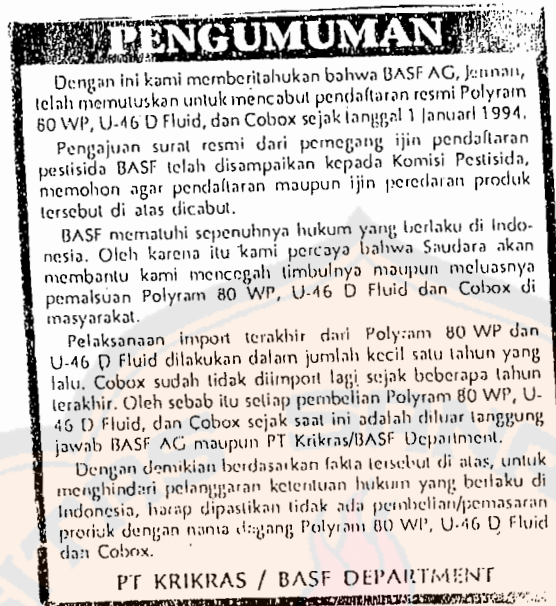 PENGUMUMAN
Dengan ini kami memberitahukan bahwa BASF AG, Jerman,
telah memutuskan untuk mencabut pendaftaran resmi Polyram
80 WP, U-46 D Fluid, dan Cobox sejak tanggal 1 Januari 1994.
Pengajuan surat resmi dari pemegang ijin pendaftaran
pestisida BASF telah disampaikan kepada Komisi Pestisida,
memohon agar pendaftaran maupun ijin peredaran produk
tersebut di atas dicabut.
BASF mematuhi sepenuhnya hukum yang berlaku di Indo-
nesia. Oleh karena itu kami percaya bahwa Saudara akan
membantu kami mencegah timbulnya maupun meluasnya
pemalsuan Polyram 80 WP, U-46 D Fluid dan Cobox di
masyarakat.
Pelaksanaan import terakhir dari Polyram 80 WP dan
U-46 D Fluid dilakukan dalam jumlah kecil satu tahun yang
lalu. Cobox sudah tidak diimport lagi sejak beberapa tahun
terakhir. Oleh sebab itu setiap pembelian Polyram 80 WP, U-
46 D Fluid, dan Cobox sejak saat ini adalah diluar tanggung
jawab BASF AG maupun PT Krikras/BASF Department.
Dengan demikian berdasarkan fakta tersebut di atas, untuk
menghindari pelanggaran ketentuan hukum yang berlaku di
Indonesia, harap dipastikan tidak ada pembelian/pemasaran
produk dengan nama dagang Polyram 80 WP, U-46 D Fluid
dan Cobox.
PT KRIKRAS / BASF DEPARTMENT